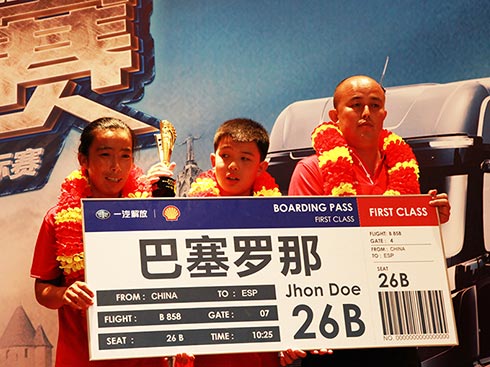 赛
一汽解放
BOARDING PASS
FIRST CLASS
FIRST CLASS
巴塞罗那
FROM : CHINA TO : ESP
FLIGHT : B 858 GATE : 07
SEAT : 26 B TIME : 10:25
Jhon Doe
26B
FLIGHT: B 858
GATE : 4
FROM : CHINA
TO : ESP
SEAT
26B